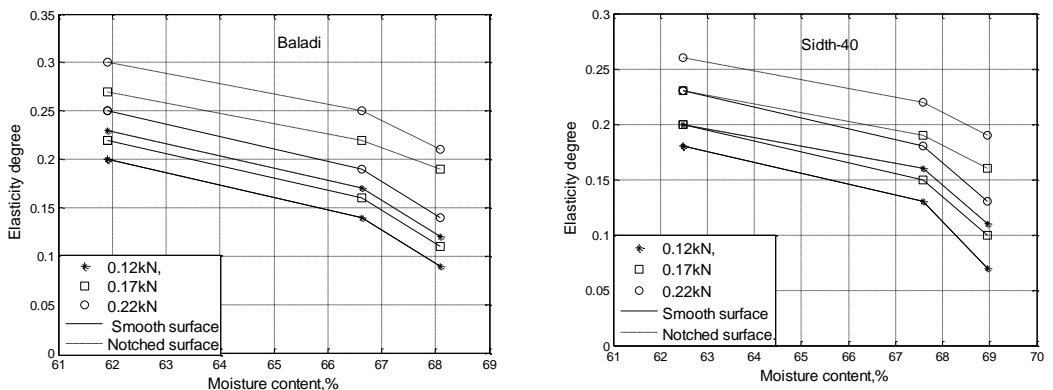 0.35
0.3
0.25
0.2
0.15
0.1
0.05
0
61 62 63 64 65 66 67 68 69
Elasticity degree
Moisture content,%
Baladi
0.12kN,
0.17kN
0.22kN
Smooth surface
Notched surface
0.3
0.25
0.2
0.15
0.1
0.05
0
61 62 63 64 65 66 67 68 69 70
Elasticity degree
Moisture content,%
Sidth-40
0.12kN,
0.17kN
0.22kN
Smooth surface
Notched surface